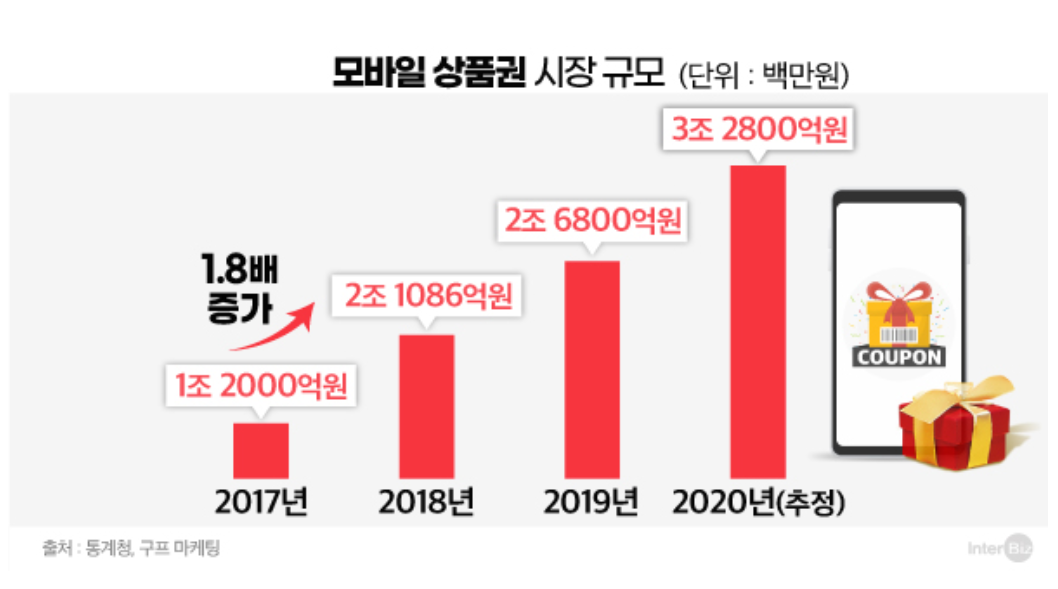 모바일 상품권 시장 규모 (단위 : 백만원)
3조 2800억원
2조 6800억원
1.8배
증가
2조 1086억원
1조 2000억원
COUPON
2017년
2018년
2019년
2020년(추정)
출처 : 통계청, 구프 마케팅
InterBiz